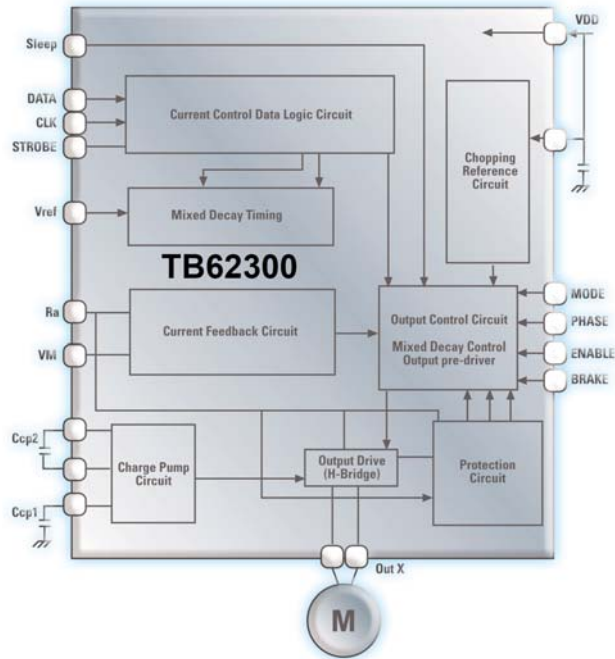 VDD
Sleep
DATA
CLK
STROBE
Current Control Data Logic Circuit
Chopping
Reference
Circuit
Vref
Mixed Decay Timing
TB62300
Ra
VM
Current Feedback Circuit
Output Control Circuit
Mixed Decay Control
Output pre-driver
MODE
PHASE
ENABLE
BRAKE
Ccp2
Ccp1
Charge Pump
Circuit
Output Drive
(H-Bridge)
Protection
Circuit
Out X
M